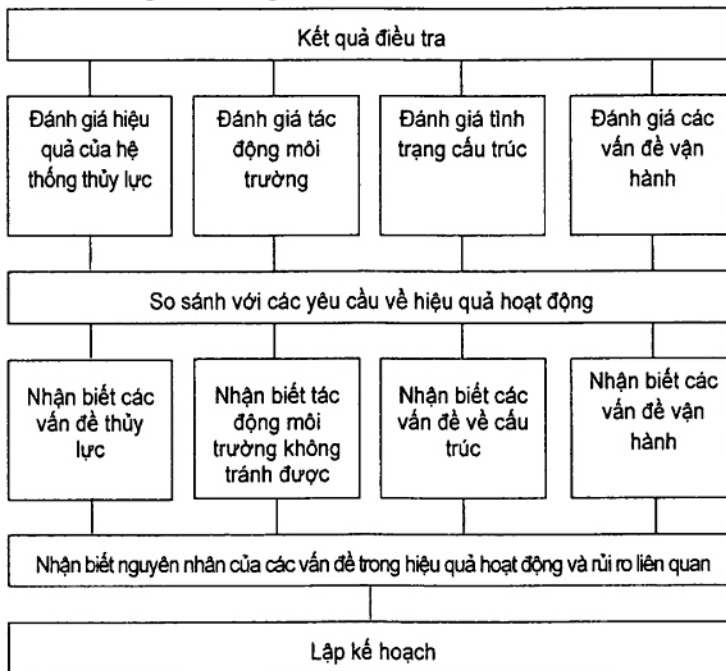 Kết quả điều tra
Đánh giá hiệu
quả của hệ
thống thủy lực
Đánh giá tác
động môi
trường
Đánh giá tình
trạng cấu trúc
Đánh giá các
vấn đề vận
hành
So sánh với các yêu cầu về hiệu quả hoạt động
Nhận biết các
vấn đề thủy
lực
Nhận biết tác
động môi
trường không
tránh được
Nhận biết các
vấn đề về cấu
trúc
Nhận biết các
vấn đề vận
hành
Nhận biết nguyên nhân của các vấn đề trong hiệu quả hoạt động và rủi ro liên quan
Lập kế hoạch